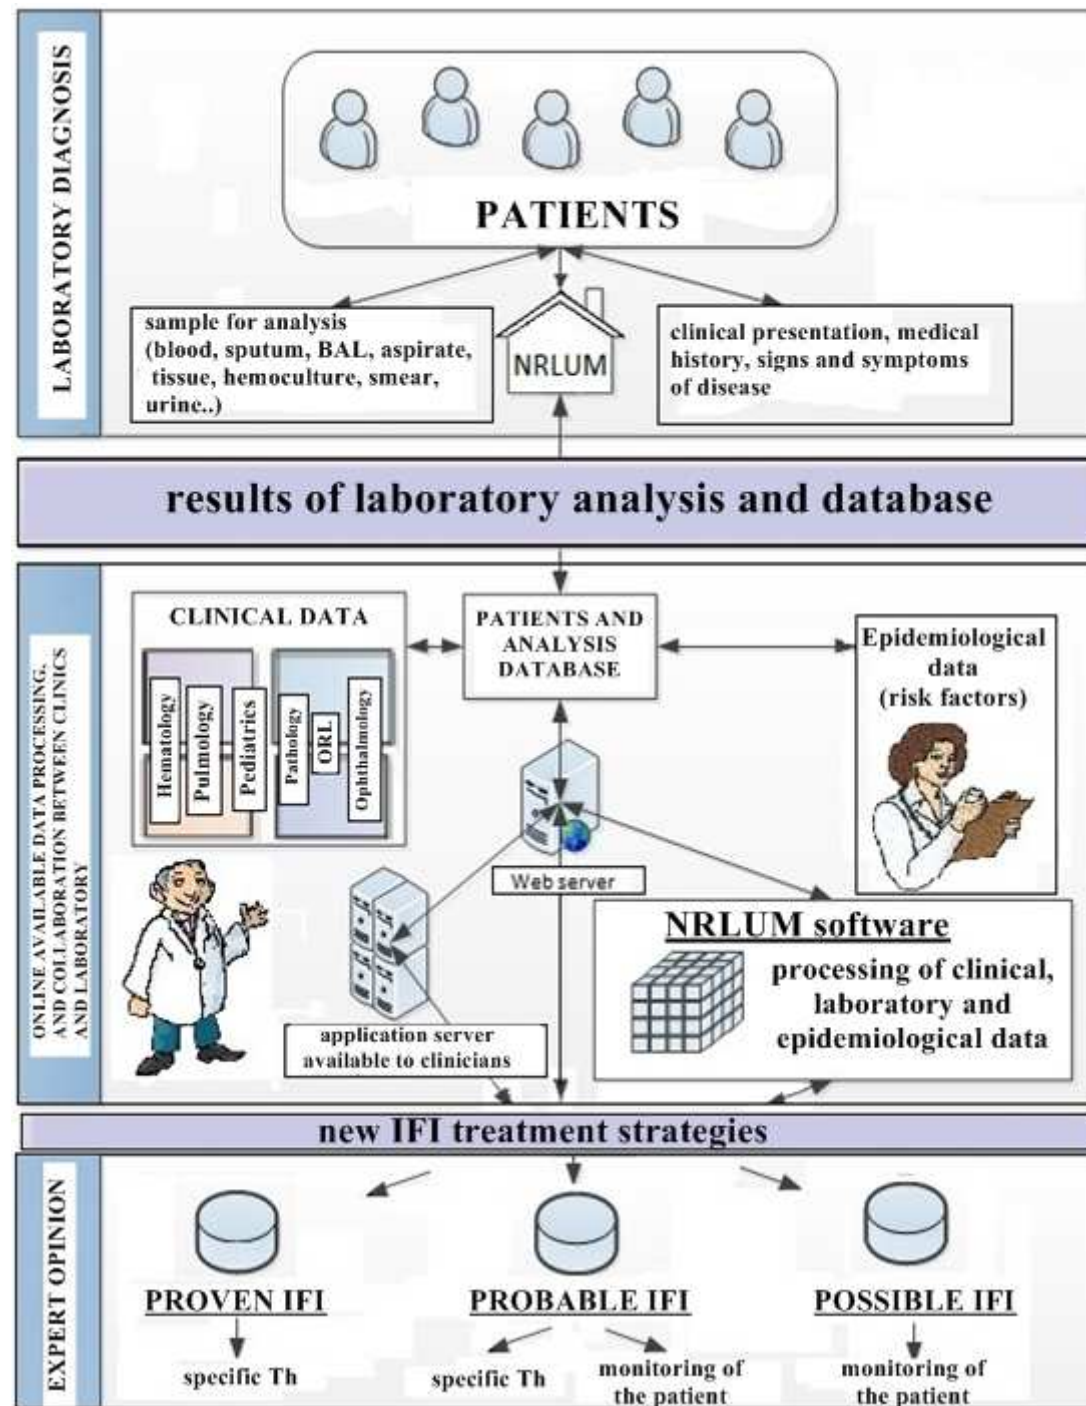 LABORATORY DIAGNOSIS
PATIENTS
sample for analysis
(blood, sputum, BAL, aspirate,
tissue, hemoculture, smear,
urine..)
NRLUM
clinical presentation, medical
history, signs and symptoms
of disease
results of laboratory analysis and database
ONLINE AVAILABLE DATA PROCESSING,
AND COLLABORATION BETWEEN CLINICS
AND LABORATORY
CLINICAL DATA
Hematology
Pulmology
Pediatrics
Pathology
ORL
Ophthalmology
PATIENTS AND
ANALYSIS
DATABASE
Epidemiological
data
(risk factors)
Web server
application server
available to clinicians
NRLUM software
processing of clinical,
laboratory and
epidemiological data
new IFI treatment strategies
EXPERT OPINION
PROVEN IFI
specific Th
PROBABLE IFI
specific Th
monitoring of
the patient
POSSIBLE IFI
monitoring of
the patient